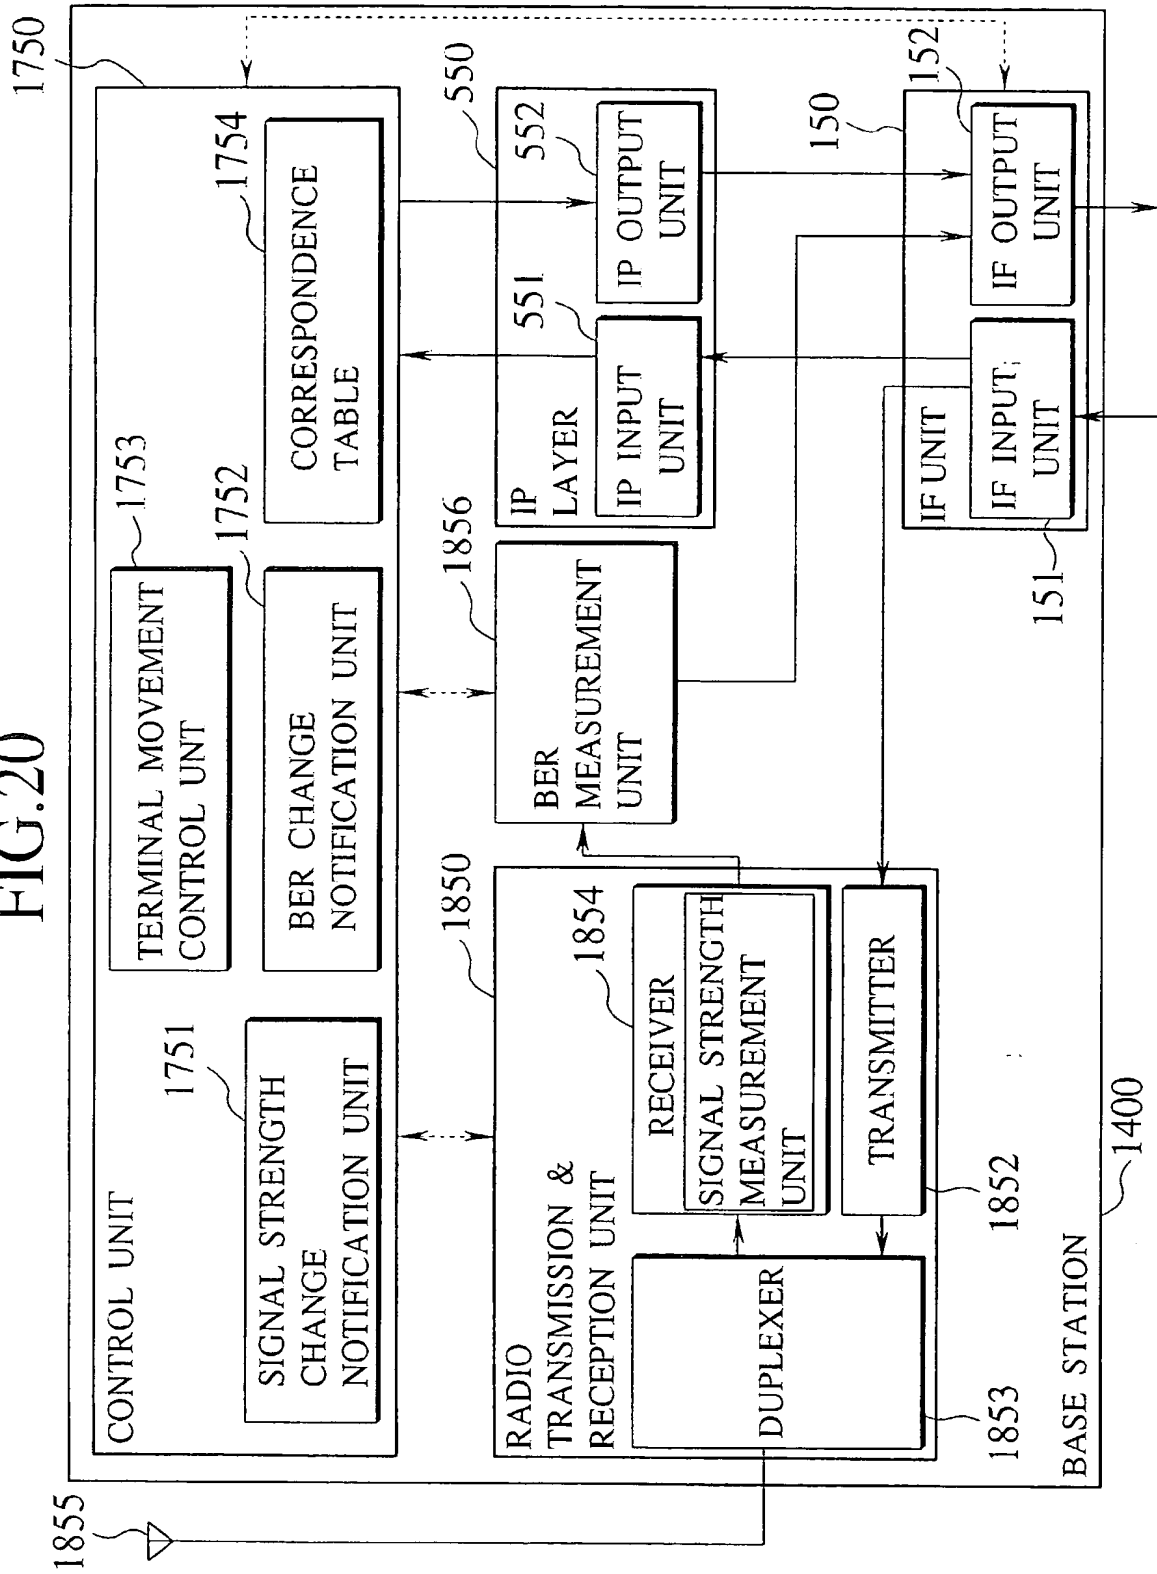 FIG.20
1855
CONTROL UNIT
1750
SIGNAL STRENGTH
CHANGE
NOTIFICATION UNIT
1751
TERMINAL MOVEMENT
CONTROL UNT
1753
BER CHANGE
NOTIFICATION UNIT
1752
CORRESPONDENCE
TABLE
1754
RADIO
TRANSMISSION &
RECEPTION UNIT
1850
DUPLEXER
1853
RECEIVER
1854
SIGNAL STRENGTH
MEASUREMENT
UNIT
TRANSMITTER
1852
BER
MEASUREMENT
UNIT
1856
IP
LAYER
550
IP INPUT
UNIT
551
IP OUTPUT
UNIT
552
IF UNIT
150
IF INPUT
UNIT
151
IF OUTPUT
UNIT
152
BASE STATION
1400